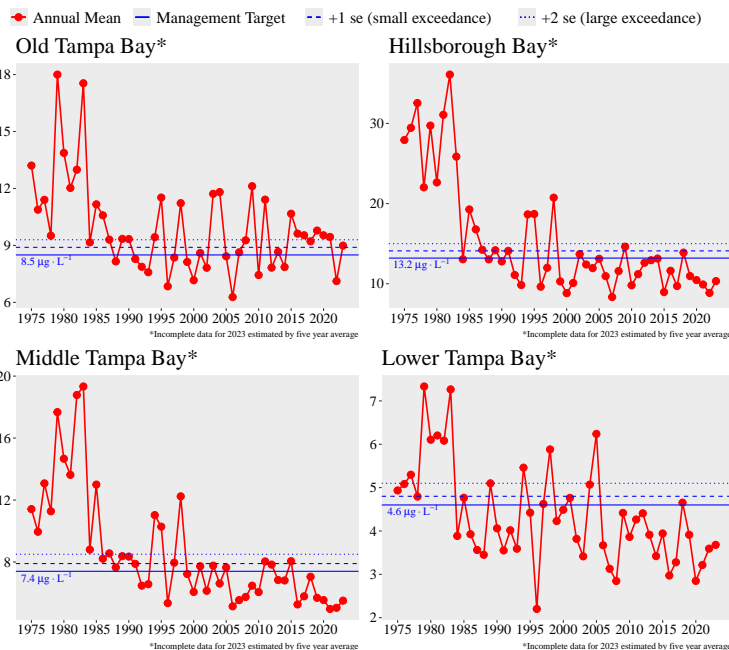 Annual Mean Management Target +1 se (small exceedance) +2 se (large exceedance)
Old Tampa Bay*
18
15
12
9
6
8.5 μg · L⁻¹
1975 1980 1985 1990 1995 2000 2005 2010 2015 2020
*Incomplete data for 2023 estimated by five year average
Hillsborough Bay*
30
20
10
13.2 μg · L⁻¹
1975 1980 1985 1990 1995 2000 2005 2010 2015 2020
*Incomplete data for 2023 estimated by five year average
Middle Tampa Bay*
20
16
12
8
7.4 μg · L⁻¹
1975 1980 1985 1990 1995 2000 2005 2010 2015 2020
*Incomplete data for 2023 estimated by five year average
Lower Tampa Bay*
7
6
5
4
3
2
4.6 μg · L⁻¹
1975 1980 1985 1990 1995 2000 2005 2010 2015 2020
*Incomplete data for 2023 estimated by five year average